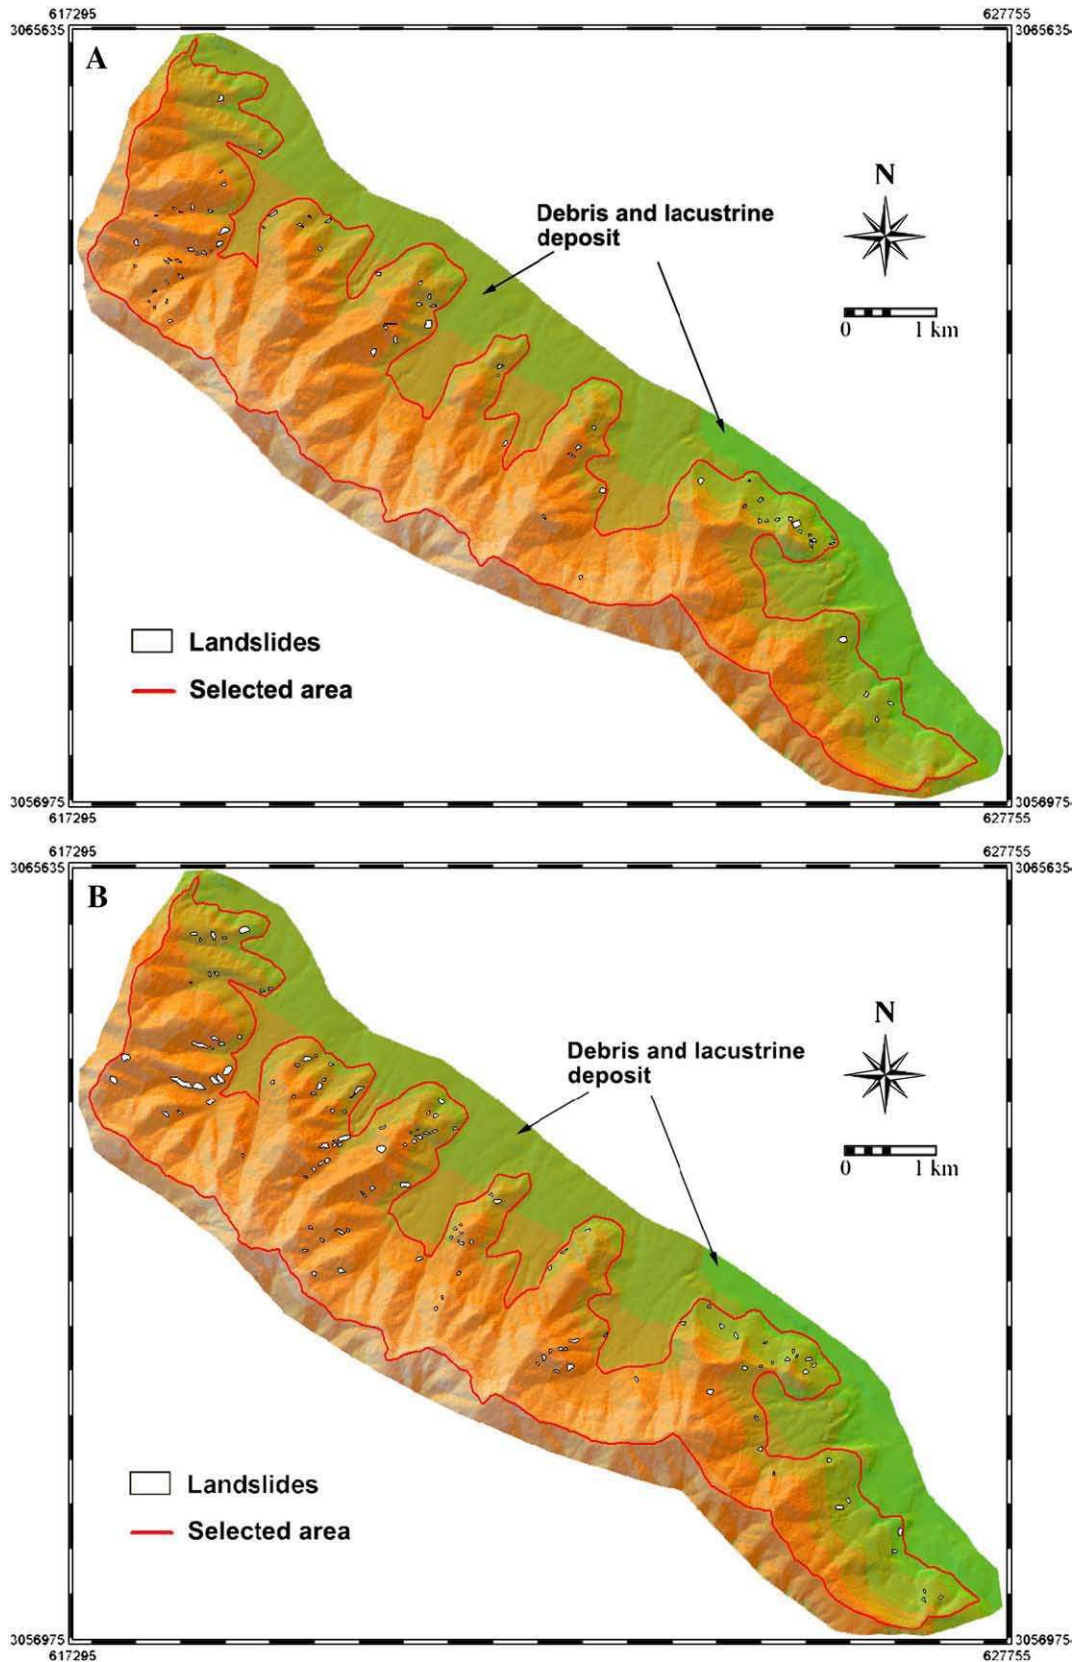 617295 627755
3065635 3065635
A
Debris and lacustrine
deposit
N
0 1 km
Landslides
Selected area
3056975 3056975
617295 627755
617295 627755
3065635 3065635
B
Debris and lacustrine
deposit
N
0 1 km
Landslides
Selected area
3056975 3056975
617295 627755